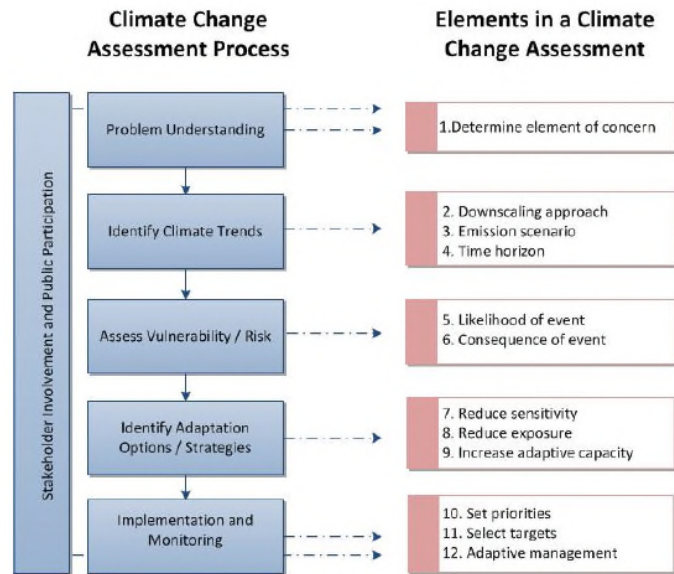 Climate Change
Assessment Process
Elements in a Climate
Change Assessment
Stakeholder Involvement and Public Participation
Problem Understanding
1.Determine element of concern
Identify Climate Trends
2. Downscaling approach
3. Emission scenario
4. Time horizon
Assess Vulnerability / Risk
5. Likelihood of event
6. Consequence of event
Identify Adaptation
Options / Strategies
7. Reduce sensitivity
8. Reduce exposure
9. Increase adaptive capacity
Implementation and
Monitoring
10. Set priorities
11. Select targets
12. Adaptive management